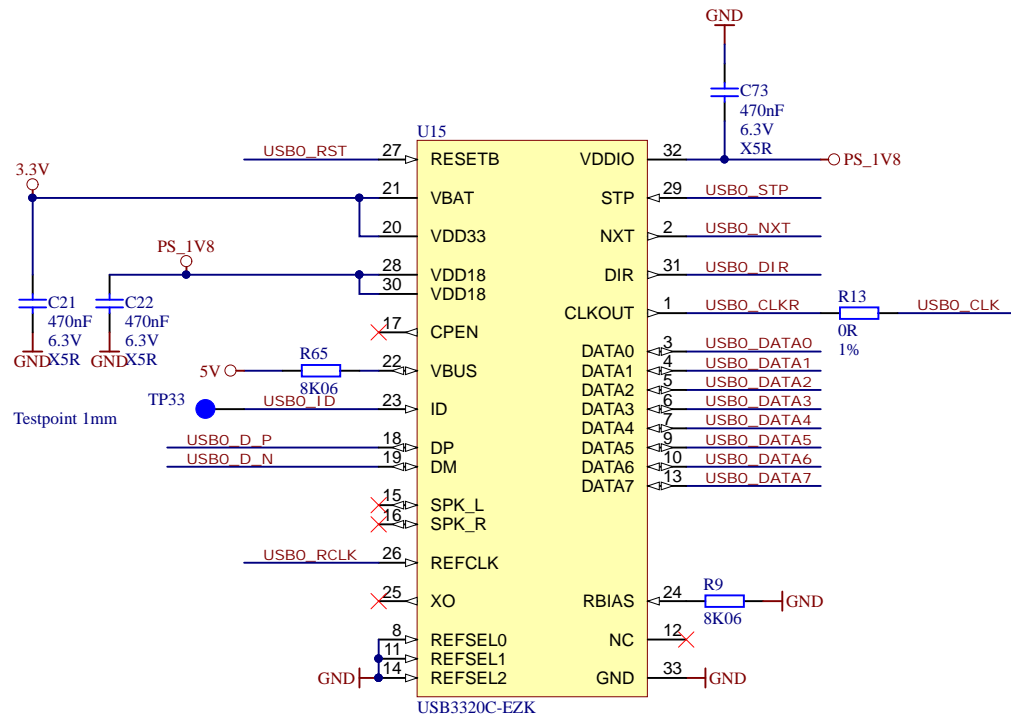 GND
C73
470nF
6.3V
X5R
U15
USB0_RST 27 RESETB VDDIO 32 PS_1V8
3.3V 21 VBAT STP 29 USB0_STP
20 VDD33 NXT 2 USB0_NXT
PS_1V8 28 VDD18 DIR 31 USB0_DIR
30 VDD18
C21
470nF
6.3V
X5R
GND
C22
470nF
6.3V
X5R
GND
CLKOUT 1 USB0_CLKR R13 USB0_CLK
0R
1%
17 CPEN
DATA0 3 USB0_DATA0
5V R65 22 VBUS DATA1 4 USB0_DATA1
8K06
DATA2 5 USB0_DATA2
TP33 USB0_ID 23 ID DATA3 6 USB0_DATA3
Testpoint 1mm
DATA4 7 USB0_DATA4
USB0_D_P 18 DP DATA5 9 USB0_DATA5
USB0_D_N 19 DM DATA6 10 USB0_DATA6
DATA7 13 USB0_DATA7
15 SPK_L
16 SPK_R
USB0_RCLK 26 REFCLK
25 XO RBIAS 24 R9 GND
8K06
8 REFSEL0 NC 12
11 REFSEL1
GND 14 REFSEL2 GND 33 GND
USB3320C-EZK